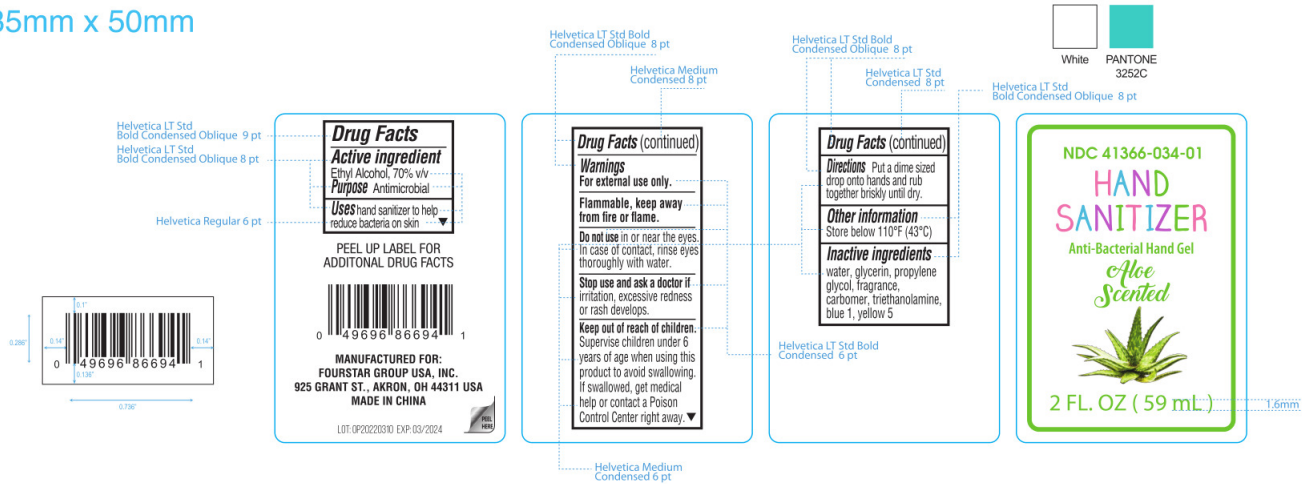 35mm x 50mm
White
PANTONE
3252C
Helvetica LT Std
Bold Condensed Oblique 9 pt
Helvetica LT Std
Bold Condensed Oblique 8 pt
Helvetica Regular 6 pt
Drug Facts
Active ingredient
Ethyl Alcohol, 70% v/v
Purpose Antimicrobial
Uses hand sanitizer to help
reduce bacteria on skin ▼
PEEL UP LABEL FOR
ADDITONAL DRUG FACTS
0 49696 86694 1
MANUFACTURED FOR:
FOURSTAR GROUP USA, INC.
925 GRANT ST., AKRON, OH 44311 USA
MADE IN CHINA
LOT: OP20220310 EXP: 03/2024
PEEL
HERE
0.1"
0.286"
0.14"
0.14"
0 49696 86694 1
0.136"
0.736"
Helvetica LT Std Bold
Condensed Oblique 8 pt
Helvetica Medium
Condensed 8 pt
Drug Facts (continued)
Warnings
For external use only.
Flammable, keep away
from fire or flame.
Do not use in or near the eyes.
In case of contact, rinse eyes
thoroughly with water.
Stop use and ask a doctor if
irritation, excessive redness
or rash develops.
Keep out of reach of children.
Supervise children under 6
years of age when using this
product to avoid swallowing.
If swallowed, get medical
help or contact a Poison
Control Center right away. ▼
Helvetica Medium
Condensed 6 pt
Helvetica LT Std Bold
Condensed Oblique 8 pt
Helvetica LT Std
Condensed 8 pt
Helvetica LT Std
Bold Condensed Oblique 8 pt
Drug Facts (continued)
Directions Put a dime sized
drop onto hands and rub
together briskly until dry.
Other information
Store below 110°F (43°C)
Inactive ingredients
water, glycerin, propylene
glycol, fragrance,
carbomer, triethanolamine,
blue 1, yellow 5
Helvetica LT Std Bold
Condensed 6 pt
NDC 41366-034-01
HAND
SANITIZER
Anti-Bacterial Hand Gel
Aloe
Scented
2 FL. OZ ( 59 mL )
1.6mm